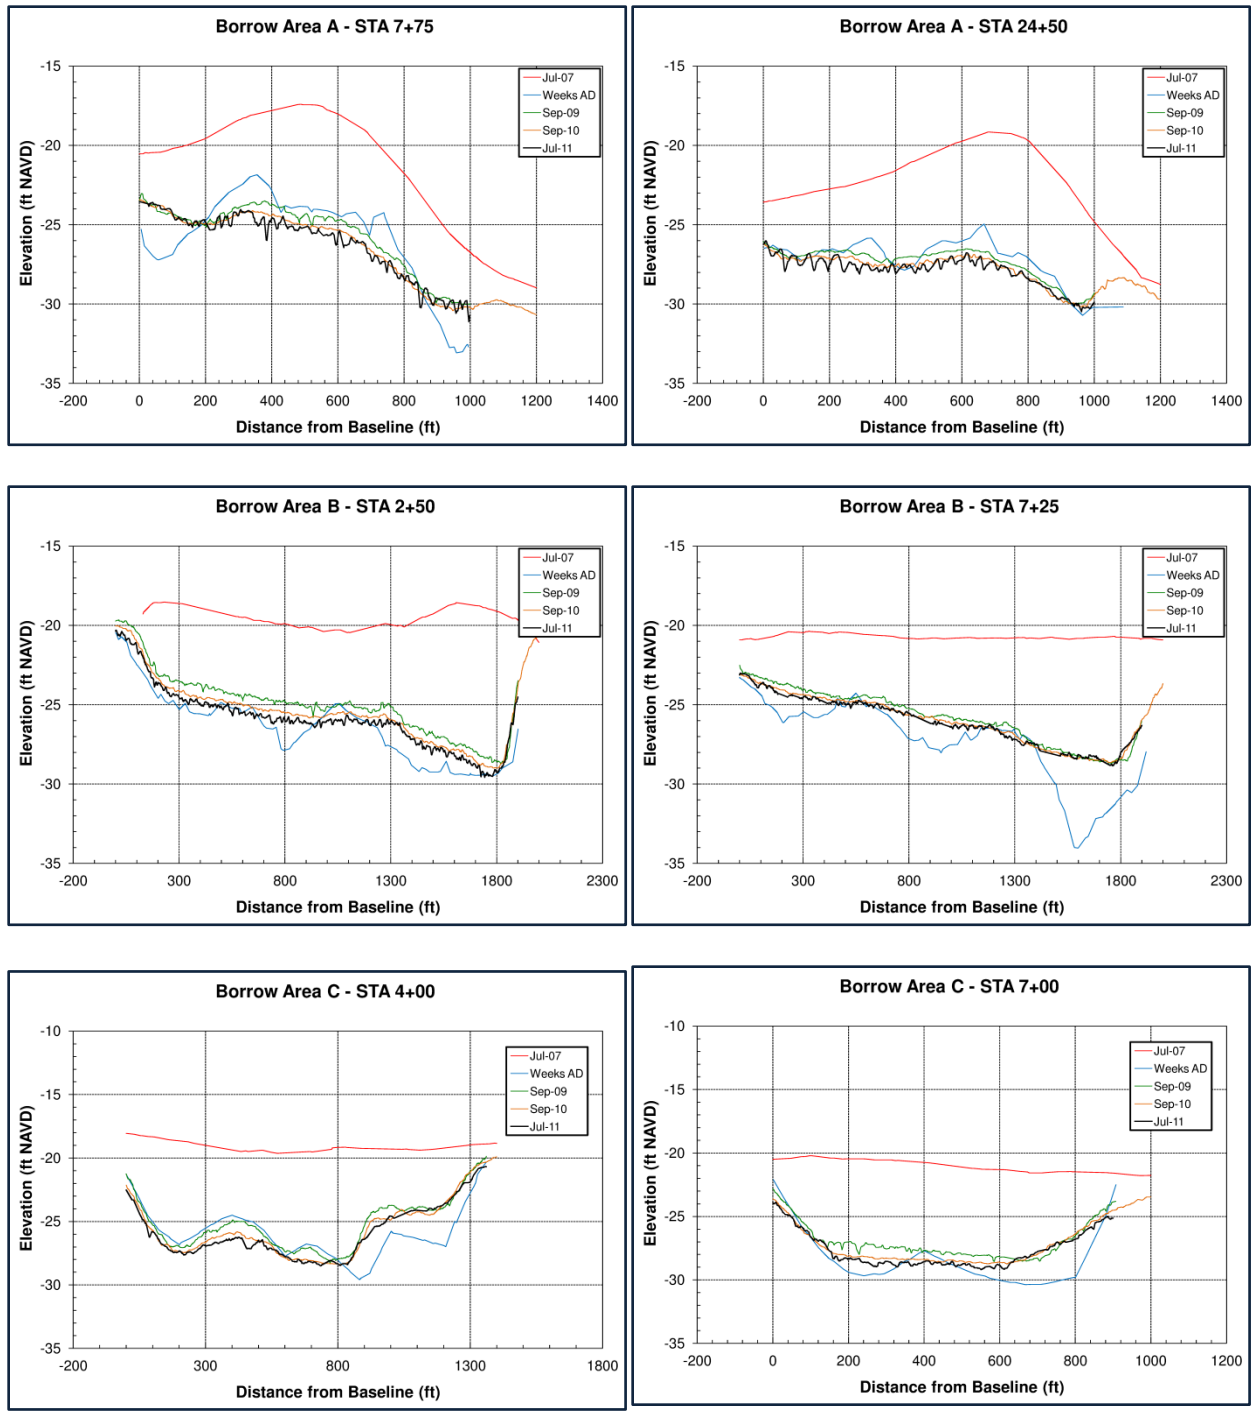 Borrow Area A - STA 7+75
Elevation (ft NAVD)
-15
-20
-25
-30
-35
Jul-07
Weeks AD
Sep-09
Sep-10
Jul-11
-200 0 200 400 600 800 1000 1200 1400
Distance from Baseline (ft)
Borrow Area A - STA 24+50
Elevation (ft NAVD)
-15
-20
-25
-30
-35
Jul-07
Weeks AD
Sep-09
Sep-10
Jul-11
-200 0 200 400 600 800 1000 1200 1400
Distance from Baseline (ft)
Borrow Area B - STA 2+50
Elevation (ft NAVD)
-15
-20
-25
-30
-35
Jul-07
Weeks AD
Sep-09
Sep-10
Jul-11
-200 300 800 1300 1800 2300
Distance from Baseline (ft)
Borrow Area B - STA 7+25
Elevation (ft NAVD)
-15
-20
-25
-30
-35
Jul-07
Weeks AD
Sep-09
Sep-10
Jul-11
-200 300 800 1300 1800 2300
Distance from Baseline (ft)
Borrow Area C - STA 4+00
Elevation (ft NAVD)
-10
-15
-20
-25
-30
-35
Jul-07
Weeks AD
Sep-09
Sep-10
Jul-11
-200 300 800 1300 1800
Distance from Baseline (ft)
Borrow Area C - STA 7+00
Elevation (ft NAVD)
-10
-15
-20
-25
-30
-35
Jul-07
Weeks AD
Sep-09
Sep-10
Jul-11
-200 0 200 400 600 800 1000 1200
Distance from Baseline (ft)